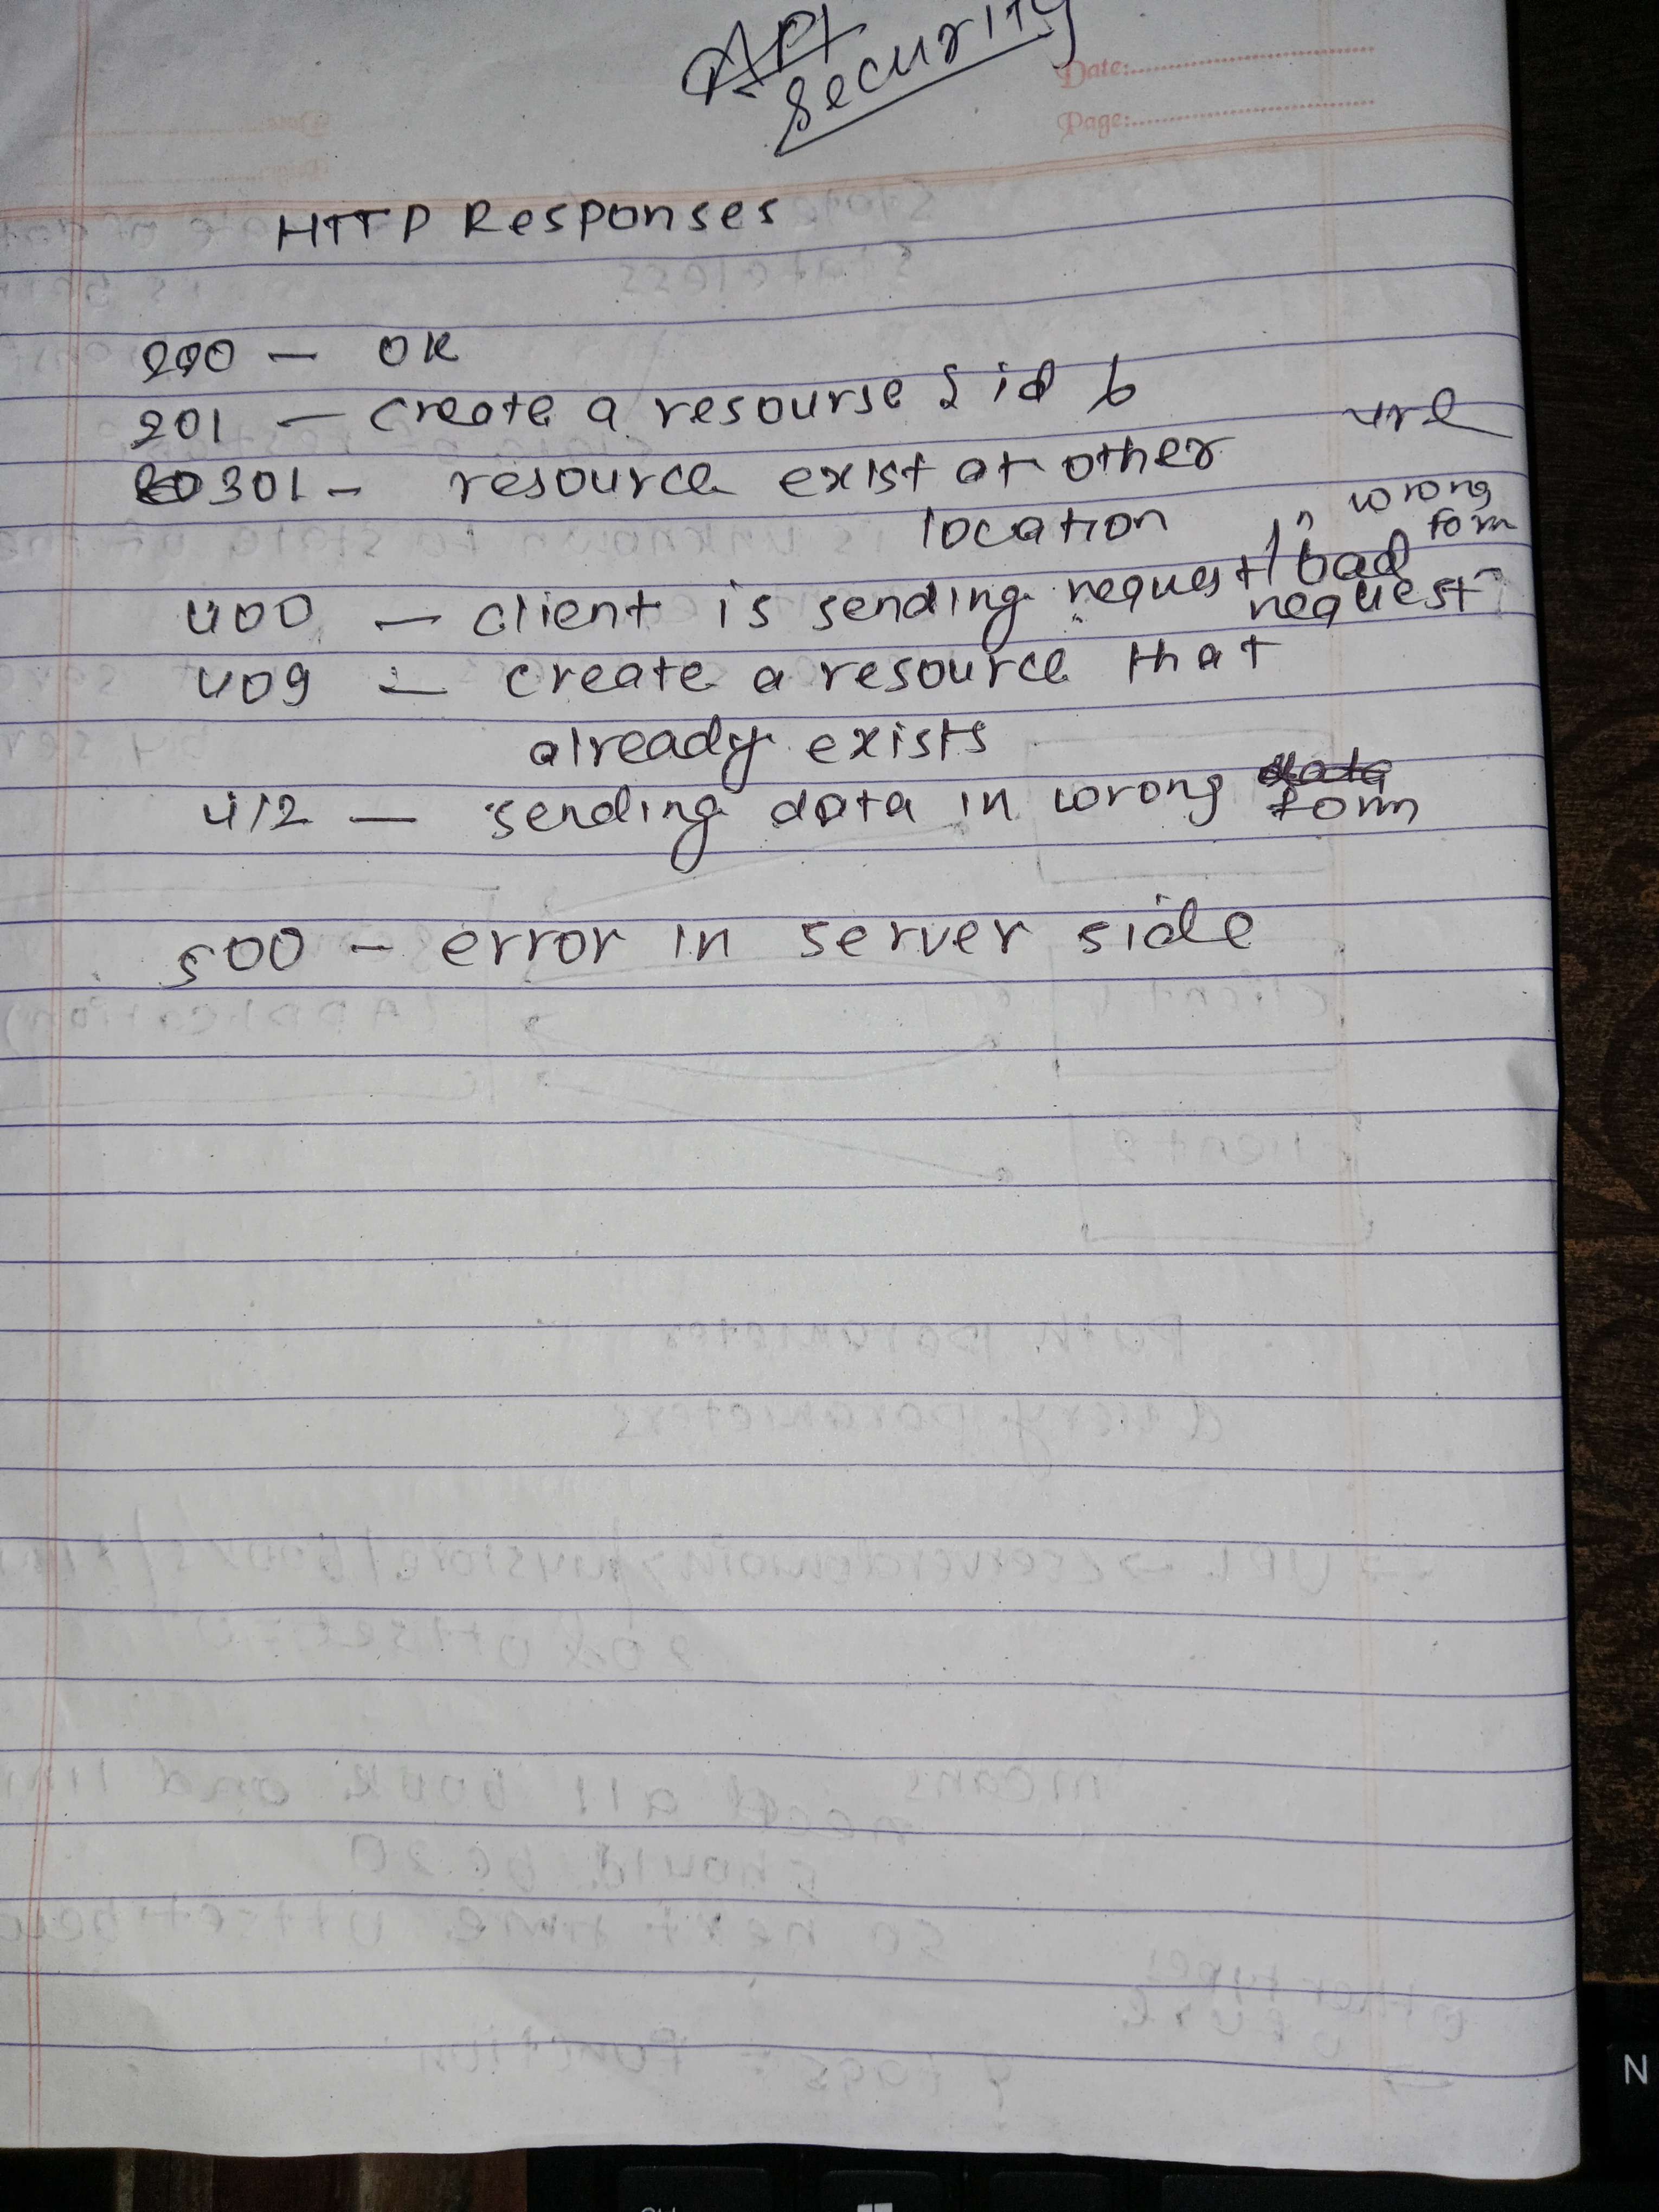 API
Security
Date:
Page:
HTTP Responses
200 — OK
201 — create a resourse & id
url
301 - resource exist at other
location
in wrong
form
400 — client is sending request / bad
request
409 — create a resource that
already exists
412 — sending data in wrong
form
500 - error in server side
N